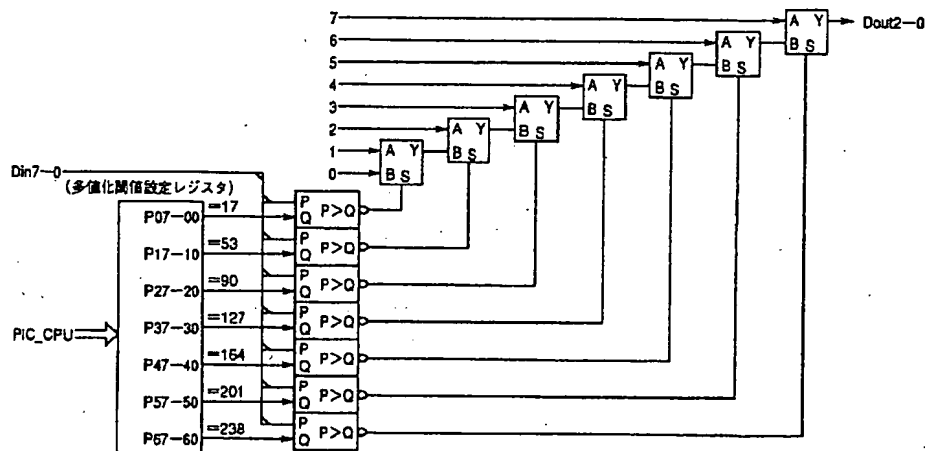 7
A Y
B S
Dout2-0
6
A Y
B S
5
A Y
B S
4
A Y
B S
3
A Y
B S
2
A Y
B S
1
A Y
0
B S
Din7-0
(多値化閾値設定レジスタ)
P07-00
=17
P
Q
P>Q
P17-10
=53
P
Q
P>Q
P27-20
=90
P
Q
P>Q
PiC_CPU
P37-30
=127
P
Q
P>Q
P47-40
=164
P
Q
P>Q
P57-50
=201
P
Q
P>Q
P67-60
=238
P
Q
P>Q